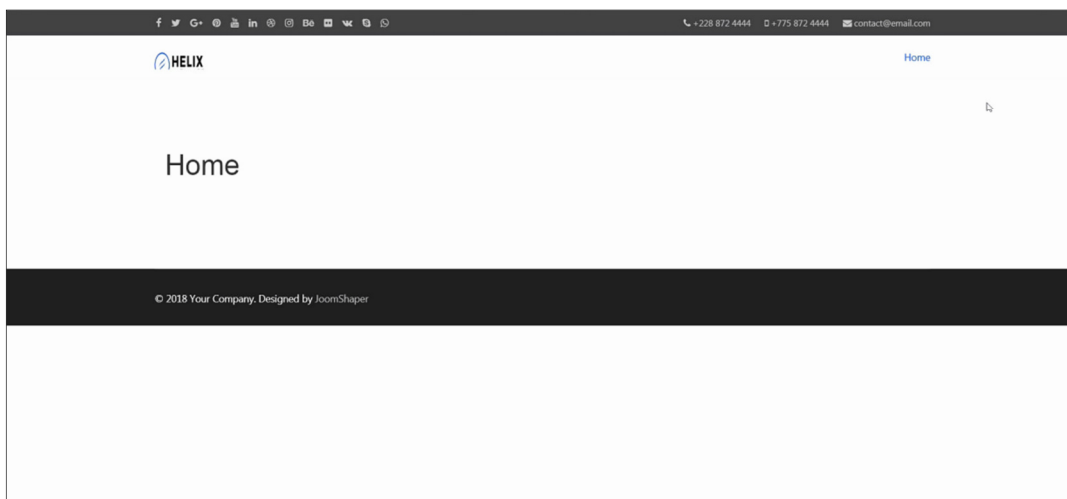 +228 872 4444 +775 872 4444 contact@email.com
HELIX Home
Home
© 2018 Your Company. Designed by JoomShaper